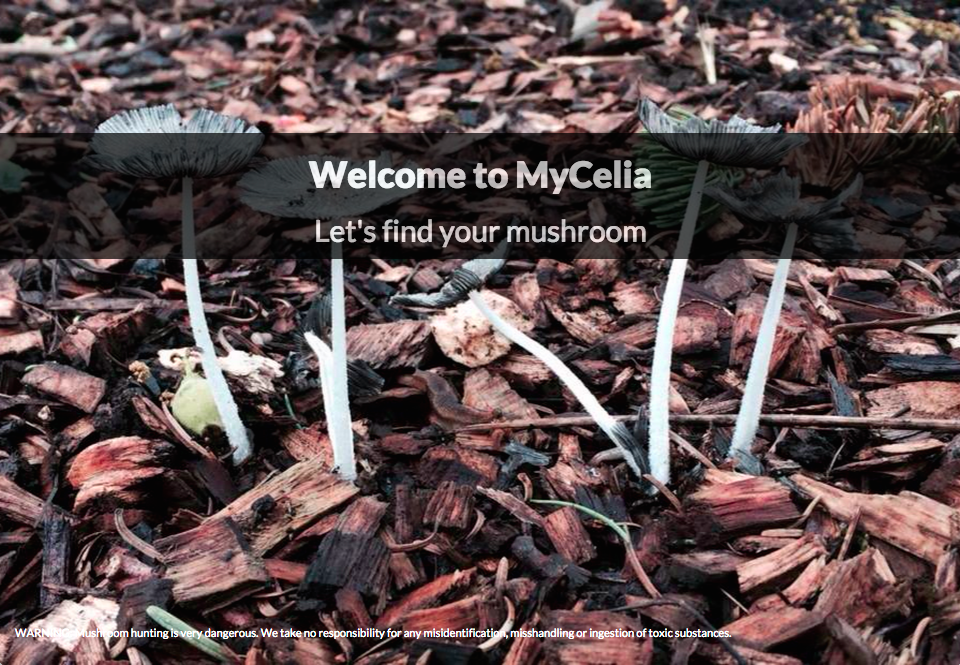 Welcome to MyCelia
Let's find your mushroom
WARNING: Mushroom hunting is very dangerous. We take no responsibility for any misidentification, misshandling or ingestion of toxic substances.